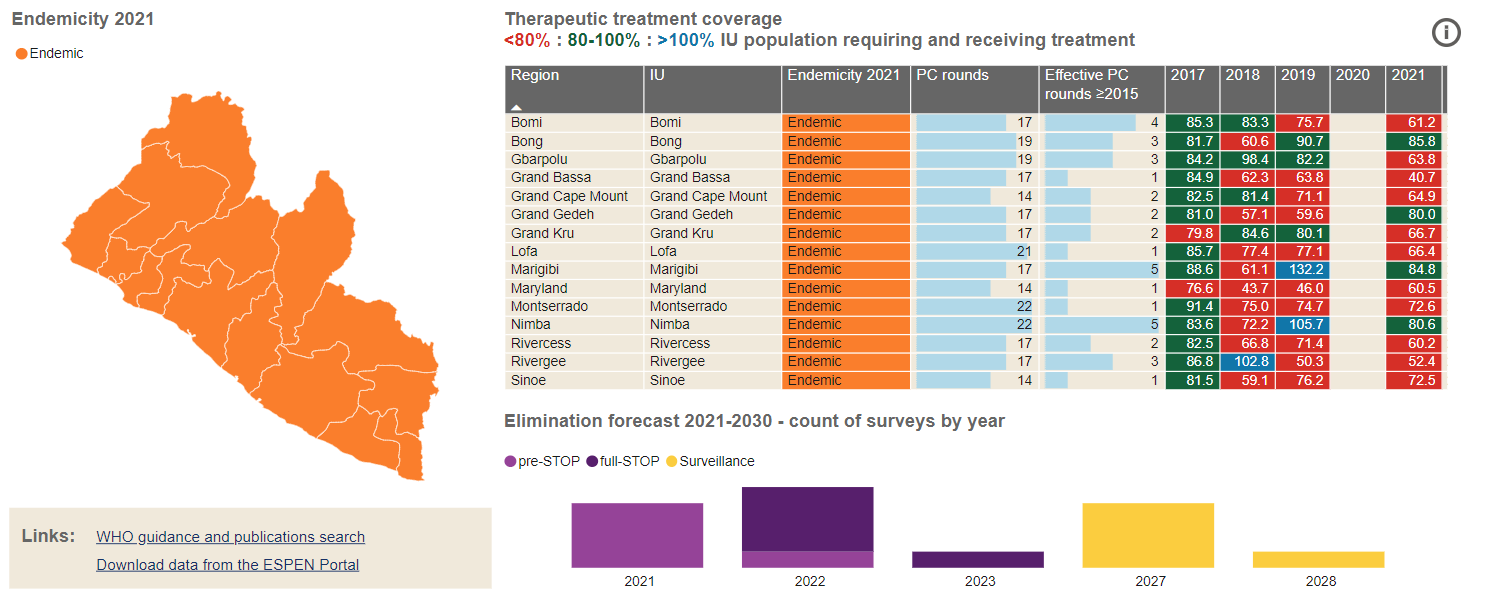 Endemicity 2021
Endemic
Therapeutic treatment coverage
<80% : 80-100% : >100% IU population requiring and receiving treatment
Region IU Endemicity 2021 PC rounds Effective PC rounds ≥2015 2017 2018 2019 2020 2021
Bomi Bomi Endemic 17 4 85.3 83.3 75.7 61.2
Bong Bong Endemic 19 3 81.7 60.6 90.7 85.8
Gbarpolu Gbarpolu Endemic 19 3 84.2 98.4 82.2 63.8
Grand Bassa Grand Bassa Endemic 17 1 84.9 62.3 63.8 40.7
Grand Cape Mount Grand Cape Mount Endemic 14 2 82.5 81.4 71.1 64.9
Grand Gedeh Grand Gedeh Endemic 17 2 81.0 57.1 59.6 80.0
Grand Kru Grand Kru Endemic 17 2 79.8 84.6 80.1 66.7
Lofa Lofa Endemic 21 1 85.7 77.4 77.1 66.4
Marigibi Marigibi Endemic 17 5 88.6 61.1 132.2 84.8
Maryland Maryland Endemic 14 1 76.6 43.7 46.0 60.5
Montserrado Montserrado Endemic 22 1 91.4 75.0 74.7 72.6
Nimba Nimba Endemic 22 5 83.6 72.2 105.7 80.6
Rivercess Rivercess Endemic 17 2 82.5 66.8 71.4 60.2
Rivergee Rivergee Endemic 17 3 86.8 102.8 50.3 52.4
Sinoe Sinoe Endemic 14 1 81.5 59.1 76.2 72.5
Elimination forecast 2021-2030 - count of surveys by year
pre-STOP full-STOP Surveillance
2021 2022 2023 2027 2028
Links: WHO guidance and publications search
Download data from the ESPEN Portal